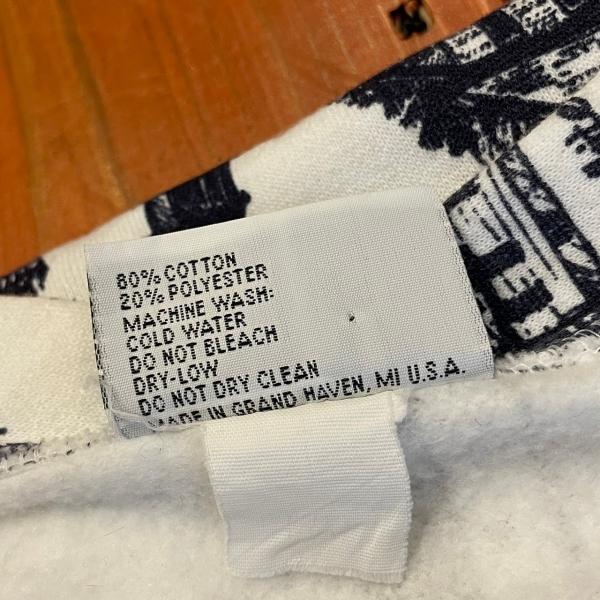 80% COTTON
20% POLYESTER
MACHINE WASH:
COLD WATER
DO NOT BLEACH
DRY-LOW
DO NOT DRY CLEAN
MADE IN GRAND HAVEN, MI U.S.A.